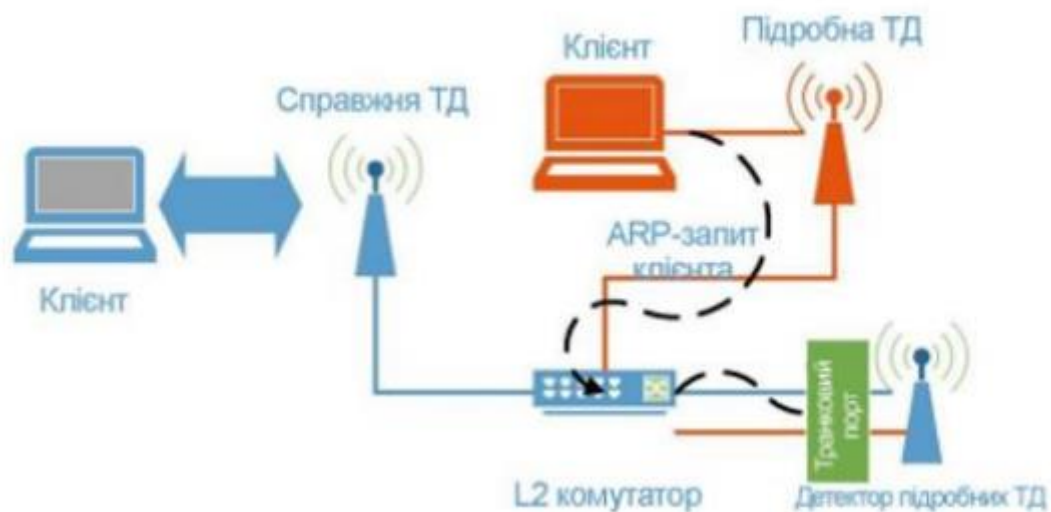 Клієнт
Підробна ТД
Справжня ТД
ARP-запит
клієнта
Клієнт
Транковий
порт
L2 комутатор
Детектор підробних ТД